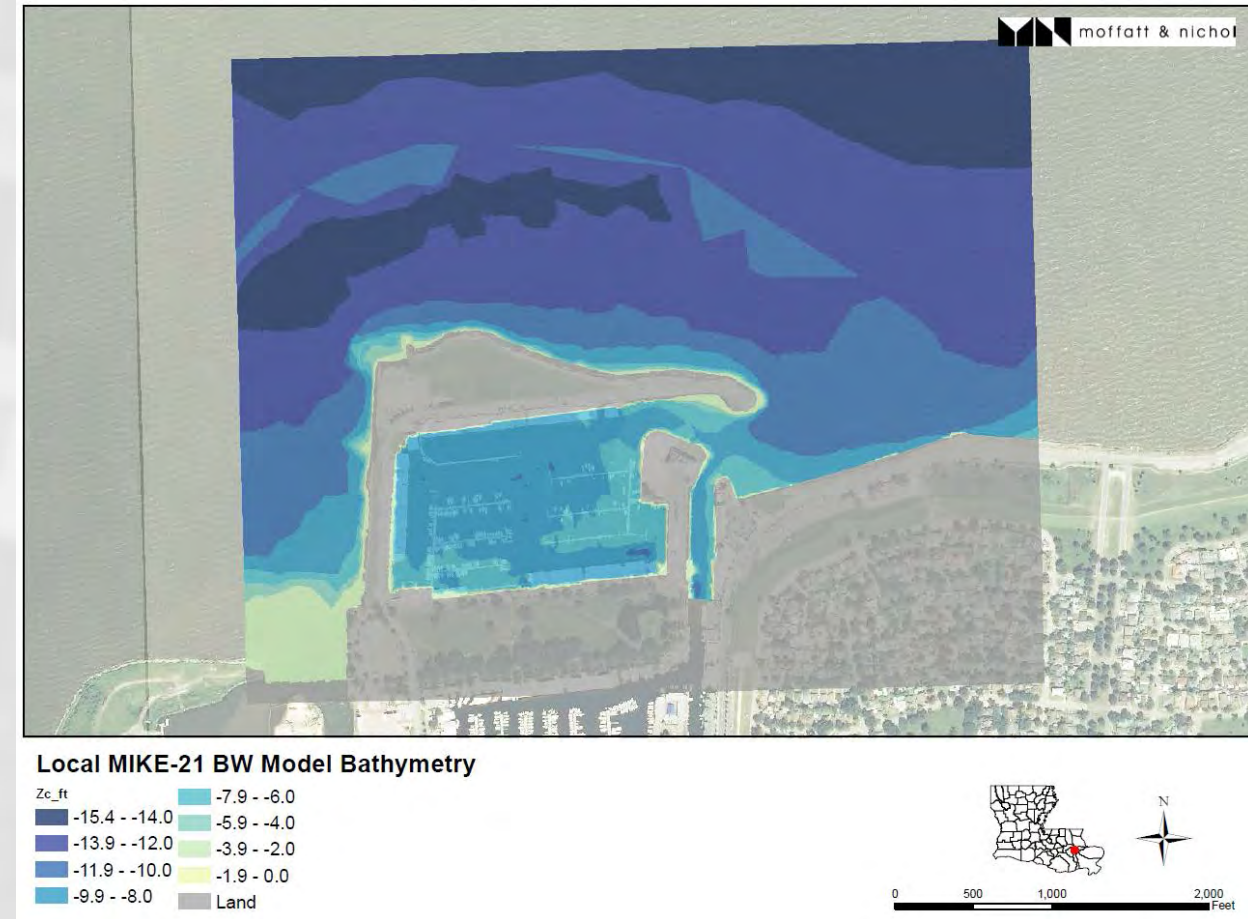 moffatt & nichol
Local MIKE-21 BW Model Bathymetry
Zc_ft
-15.4 - -14.0
-13.9 - -12.0
-11.9 - -10.0
-9.9 - -8.0
-7.9 - -6.0
-5.9 - -4.0
-3.9 - -2.0
-1.9 - 0.0
Land
N
0 500 1,000 2,000
Feet